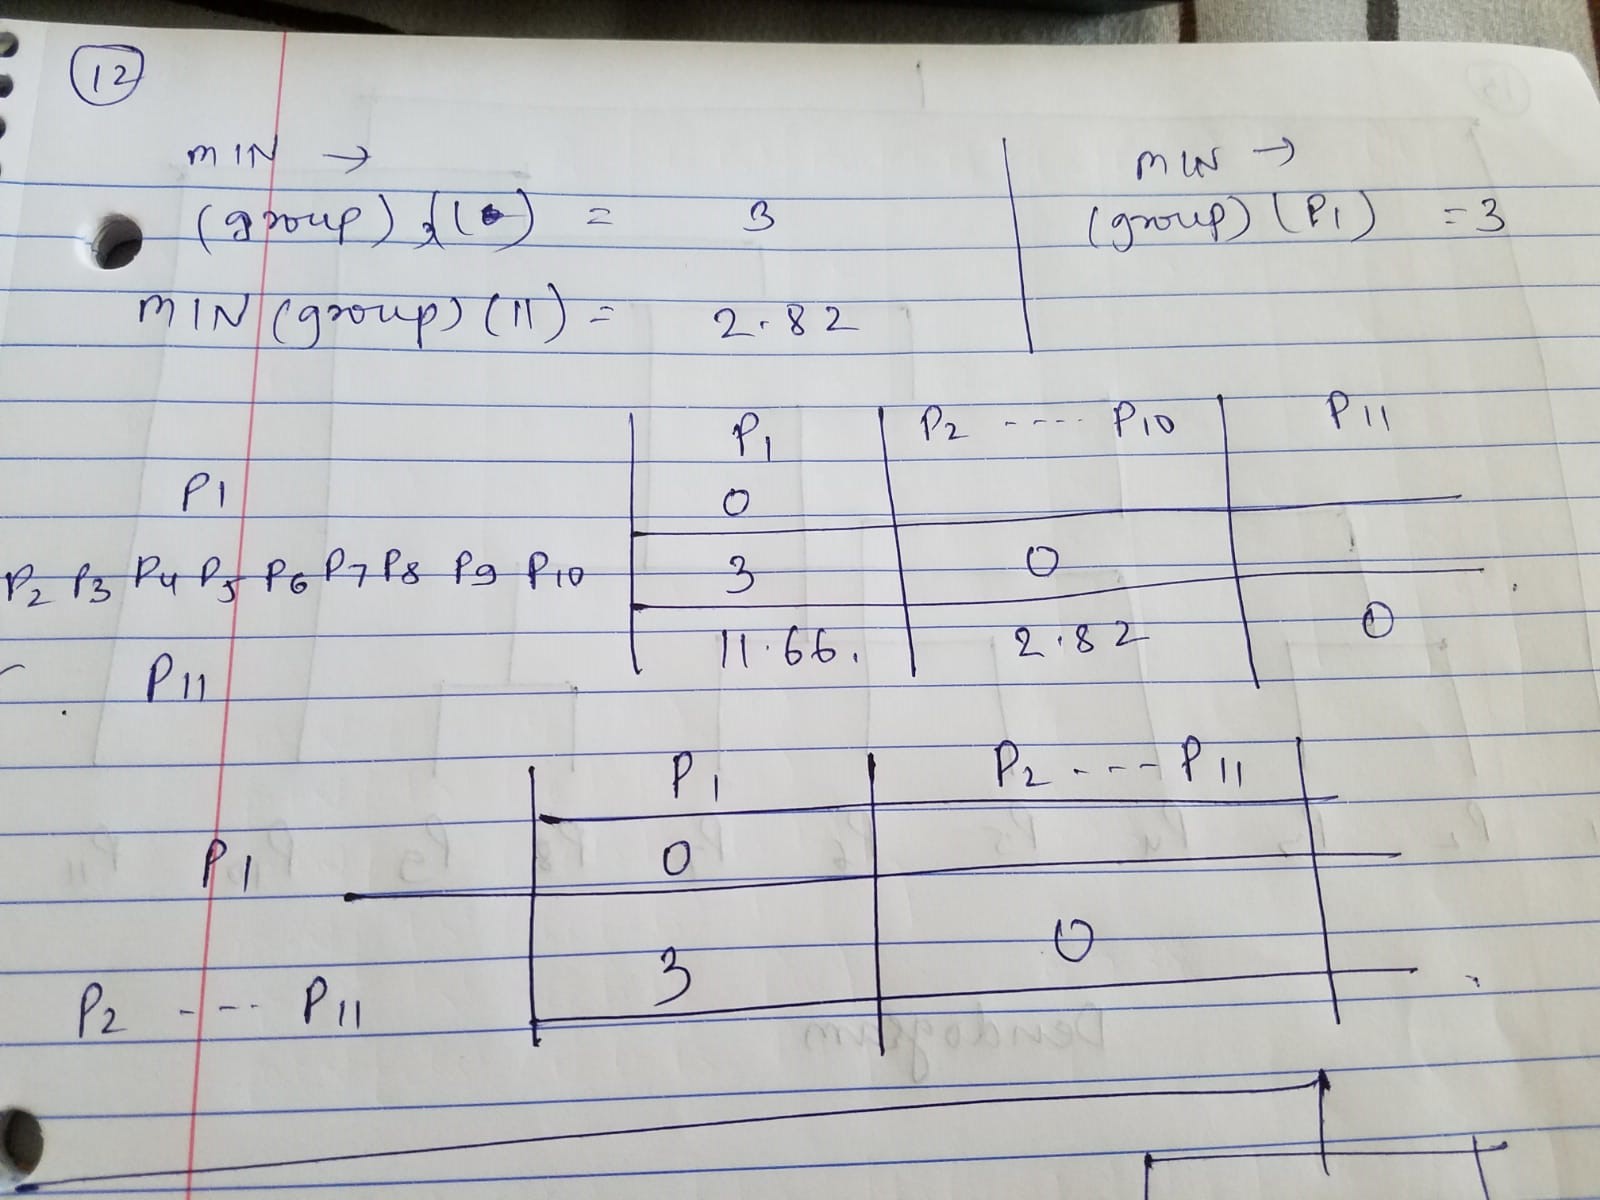 12
MIN →                    MIN →
(group) (1 ) = 3          (group) (P1) = 3
MIN (group) (11) = 2.82
P1    P2 ---- P10    P11
P1    0
P2 P3 P4 P5 P6 P7 P8 P9 P10    3    0
P11    11.66.    2.82    0
P1    P2 --- P11
P1    0
P2 ---- P11    3    0
Dendogram